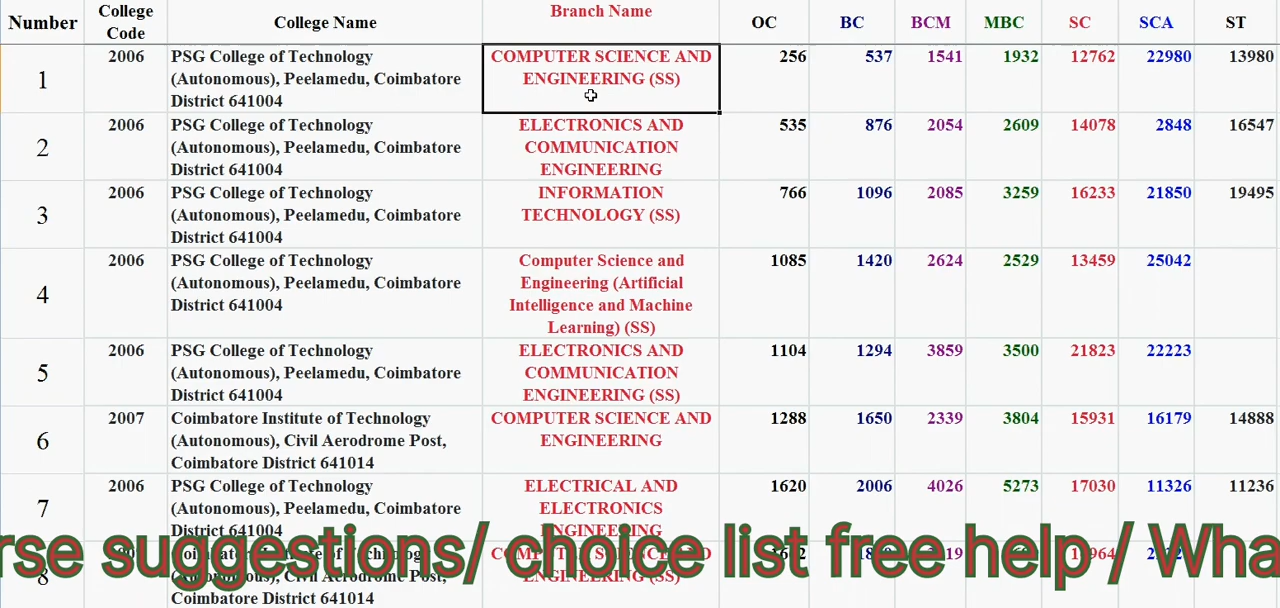 Number College Code College Name Branch Name OC BC BCM MBC SC SCA ST
1 2006 PSG College of Technology COMPUTER SCIENCE AND 256 537 1541 1932 12762 22980 13980
(Autonomous), Peelamedu, Coimbatore ENGINEERING (SS)
District 641004
2 2006 PSG College of Technology ELECTRONICS AND 535 876 2054 2609 14078 2848 16547
(Autonomous), Peelamedu, Coimbatore COMMUNICATION
District 641004 ENGINEERING
3 2006 PSG College of Technology INFORMATION 766 1096 2085 3259 16233 21850 19495
(Autonomous), Peelamedu, Coimbatore TECHNOLOGY (SS)
District 641004
4 2006 PSG College of Technology Computer Science and 1085 1420 2624 2529 13459 25042
(Autonomous), Peelamedu, Coimbatore Engineering (Artificial
District 641004 Intelligence and Machine
Learning) (SS)
5 2006 PSG College of Technology ELECTRONICS AND 1104 1294 3859 3500 21823 22223
(Autonomous), Peelamedu, Coimbatore COMMUNICATION
District 641004 ENGINEERING (SS)
6 2007 Coimbatore Institute of Technology COMPUTER SCIENCE AND 1288 1650 2339 3804 15931 16179 14888
(Autonomous), Civil Aerodrome Post, ENGINEERING
Coimbatore District 641014
7 2006 PSG College of Technology ELECTRICAL AND 1620 2006 4026 5273 17030 11326 11236
(Autonomous), Peelamedu, Coimbatore ELECTRONICS
District 641004 ENGINEERING
rse suggestions/ choice list free help / Wha
8
(Autonomous), Civil Aerodrome Post, ENGINEERING (SS)
Coimbatore District 641014